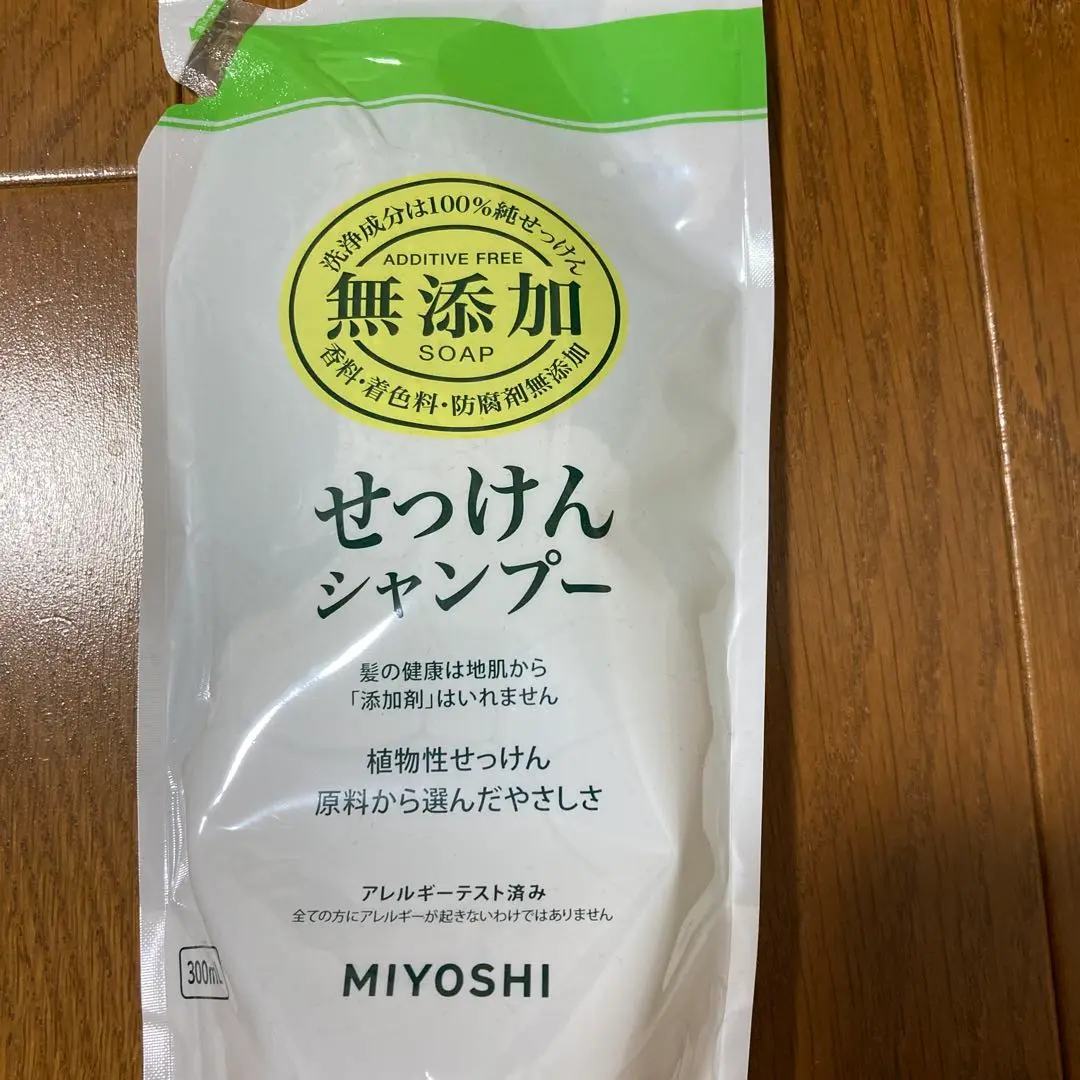 洗浄成分は100%純せっけん
ADDITIVE FREE
無添加
SOAP
香料・着色料・防腐剤無添加
せっけん
シャンプー
髪の健康は地肌から
「添加剤」はいれません
植物性せっけん
原料から選んだやさしさ
アレルギーテスト済み
全ての方にアレルギーが起きないわけではありません
300mL
MIYOSHI